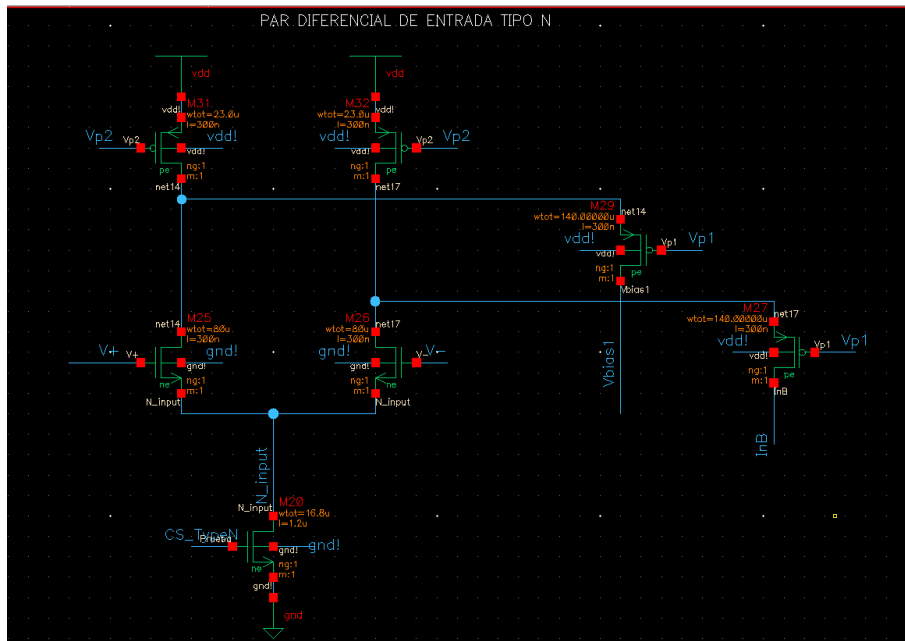 PAR DIFERENCIAL DE ENTRADA TIPO N
vdd
vdd
M31
M32
vdd!
wtot=23.0u
l=300n
vdd!
wtot=23.0u
l=300n
Vp2
Vp2
vdd!
vdd!
vdd!
vdd!
Vp2
Vp2
ng:1
m:1
pe
ng:1
m:1
pe
net14
net17
M29
net14
wtot=140.00000u
l=300n
vdd!
vdd!
Vp1
Vp1
ng:1
m:1
pe
Vbias1
M27
net17
wtot=140.00000u
l=300n
vdd!
vdd!
Vp1
Vp1
ng:1
m:1
pe
InB
net14
M25
wtot=80u
l=300n
net17
M26
wtot=80u
l=300n
V+
V+
gnd!
gnd!
gnd!
gnd!
V-
V-
ng:1
m:1
ne
ng:1
m:1
ne
N_input
N_input
Vbias1
InB
N_input
N_input
M20
wtot=16.8u
l=1.2u
CS_TypeN
gnd!
gnd!
ng:1
m:1
ne
gnd!
gnd